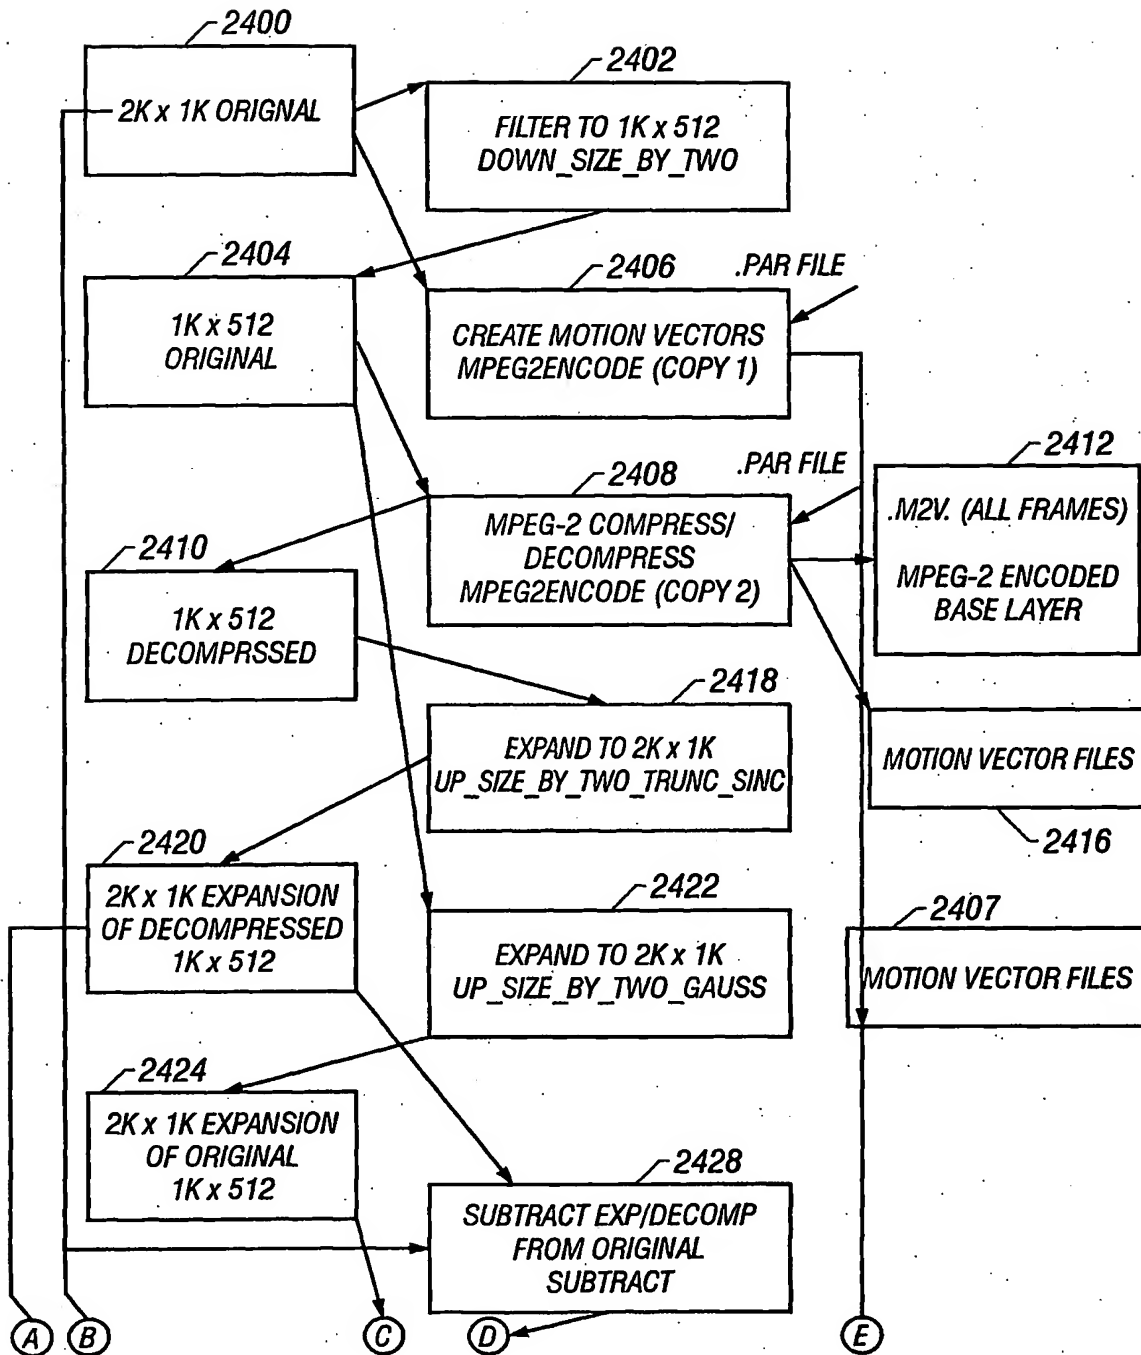 2400
2K x 1K ORIGNAL
2402
FILTER TO 1K x 512
DOWN_SIZE_BY_TWO
2404
1K x 512
ORIGINAL
2406
.PAR FILE
CREATE MOTION VECTORS
MPEG2ENCODE (COPY 1)
2408
.PAR FILE
MPEG-2 COMPRESS/
DECOMPRESS
MPEG2ENCODE (COPY 2)
2412
.M2V. (ALL FRAMES)
MPEG-2 ENCODED
BASE LAYER
2410
1K x 512
DECOMPRSSED
2418
EXPAND TO 2K x 1K
UP_SIZE_BY_TWO_TRUNC_SINC
MOTION VECTOR FILES
2416
2420
2K x 1K EXPANSION
OF DECOMPRESSED
1K x 512
2422
EXPAND TO 2K x 1K
UP_SIZE_BY_TWO_GAUSS
2407
MOTION VECTOR FILES
2424
2K x 1K EXPANSION
OF ORIGINAL
1K x 512
2428
SUBTRACT EXP/DECOMP
FROM ORIGINAL
SUBTRACT
A
B
C
D
E